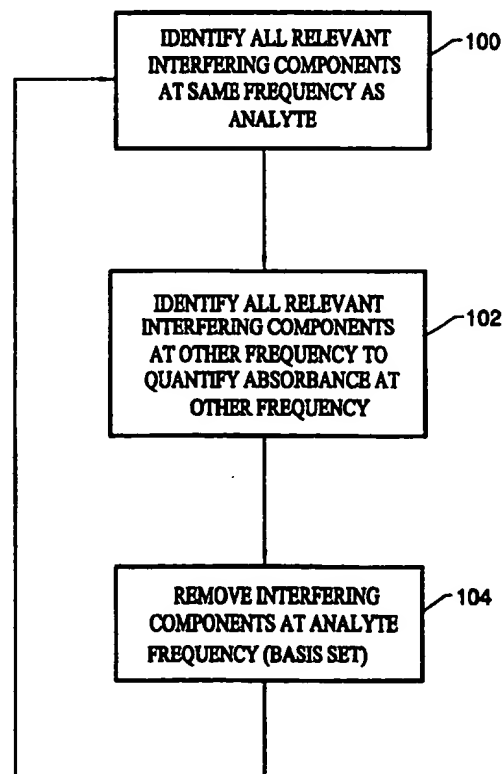 IDENTIFY ALL RELEVANT
INTERFERING COMPONENTS
AT SAME FREQUENCY AS
ANALYTE
100
IDENTIFY ALL RELEVANT
INTERFERING COMPONENTS
AT OTHER FREQUENCY TO
QUANTIFY ABSORBANCE AT
OTHER FREQUENCY
102
REMOVE INTERFERING
COMPONENTS AT ANALYTE
FREQUENCY (BASIS SET)
104